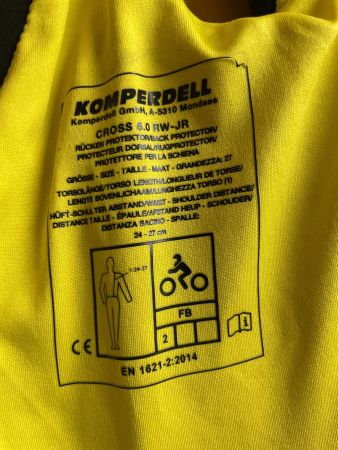 KOMPERDELL
Komperdell GmbH, A-5310 Mondsee
CROSS 6.0 RW-JR
RÜCKEN PROTEKTOR/BACK PROTECTOR/
PROTECTEUR DORSAL/RUGPROTECTOR/
PROTETTORE PER LA SCHIENA
GRÖSSE - SIZE - TAILLE - MAAT - GRANDEZZA: 27
TORSOLÄNGE/TORSO LENGTH/LONGUEUR DE TORSE/
LENGTE BOVENLICHAAM/LUNGHEZZA TORSO
HÜFT-SCHULTER ABSTAND/WAIST - SHOULDER DISTANCE/
DISTANCE TAILLE - ÉPAULE/AFSTAND HEUP - SCHOUDER/
DISTANZA BACINO - SPALLE:
24 - 27 cm
24-27
FB
2
CE
i
EN 1621-2:2014